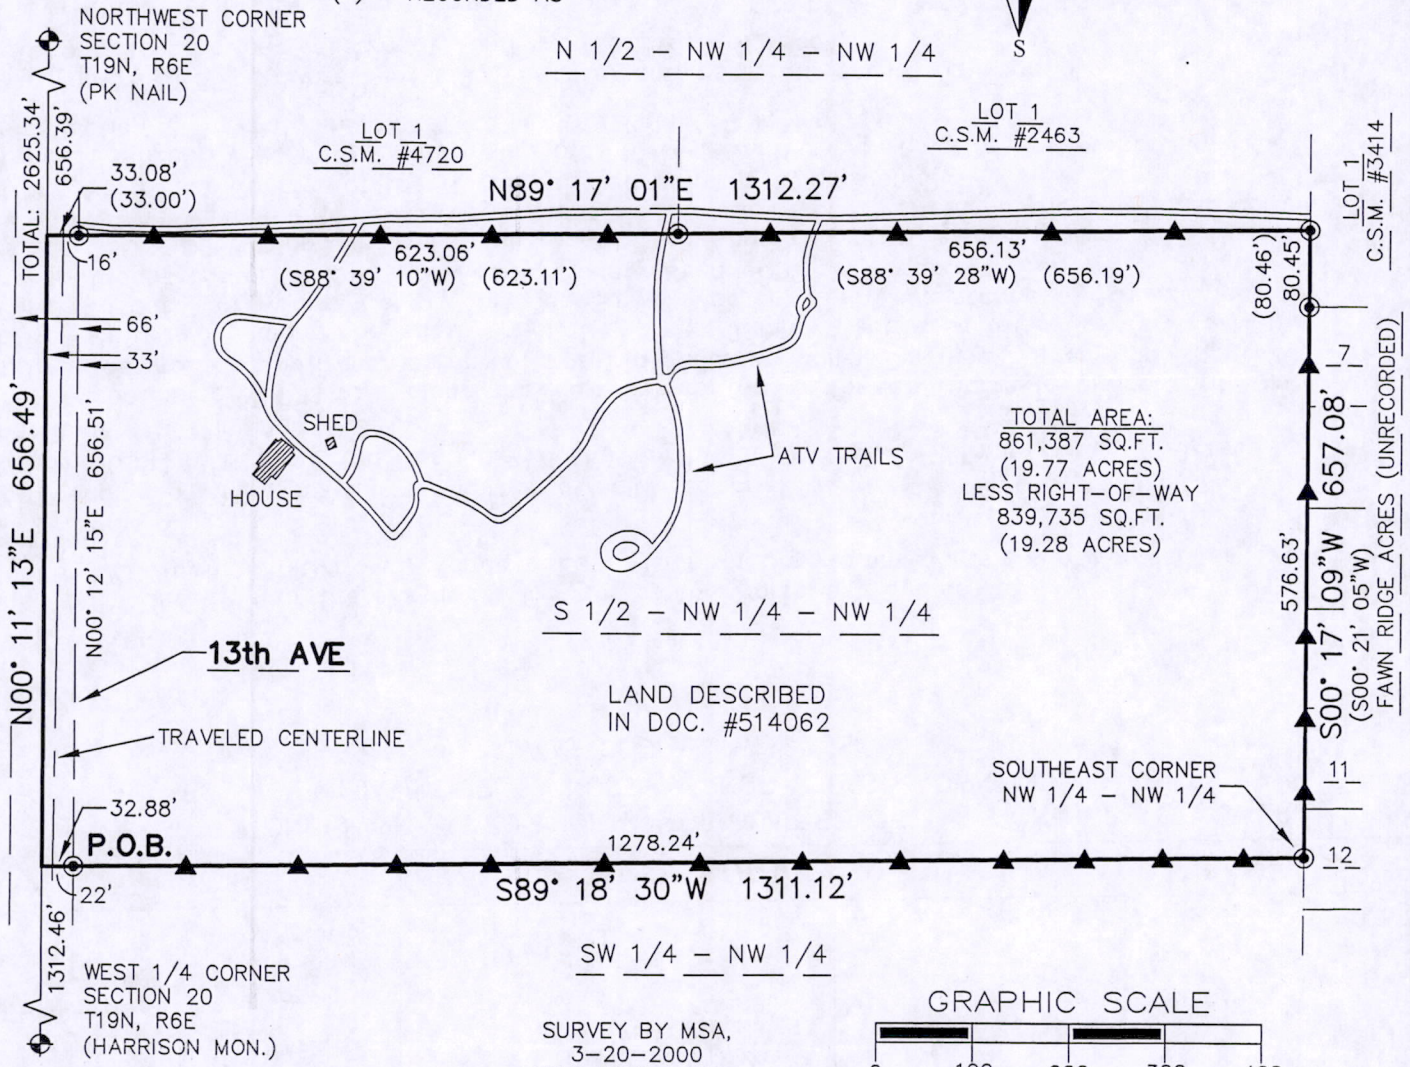 NORTHWEST CORNER
SECTION 20
T19N, R6E
(PK NAIL)
S
N 1/2 – NW 1/4 – NW 1/4
LOT 1
C.S.M. #4720
LOT 1
C.S.M. #2463
LOT 1
C.S.M. #3414
TOTAL: 2625.34'
656.39
33.08'
(33.00')
N89° 17' 01"E 1312.27'
16'
623.06
(S88° 39' 10"W) (623.11')
656.13'
(S88° 39' 28"W) (656.19')
(80.46')
80.45'
66'
33'
7
SHED
HOUSE
ATV TRAILS
TOTAL AREA:
861,387 SQ.FT.
(19.77 ACRES)
LESS RIGHT-OF-WAY
839,735 SQ.FT.
(19.28 ACRES)
N00° 11' 13"E 656.49'
N00° 12' 15"E 656.51'
576.63'
S00° 17' 09"W 657.08'
(S00° 21' 05"W)
FAWN RIDGE ACRES (UNRECORDED)
S 1/2 – NW 1/4 – NW 1/4
13th AVE
LAND DESCRIBED
IN DOC. #514062
TRAVELED CENTERLINE
SOUTHEAST CORNER
NW 1/4 – NW 1/4
11
32.88'
P.O.B.
1278.24'
12
22'
S89° 18' 30"W 1311.12'
1312.46'
SW 1/4 – NW 1/4
WEST 1/4 CORNER
SECTION 20
T19N, R6E
(HARRISON MON.)
SURVEY BY MSA,
3-20-2000
GRAPHIC SCALE